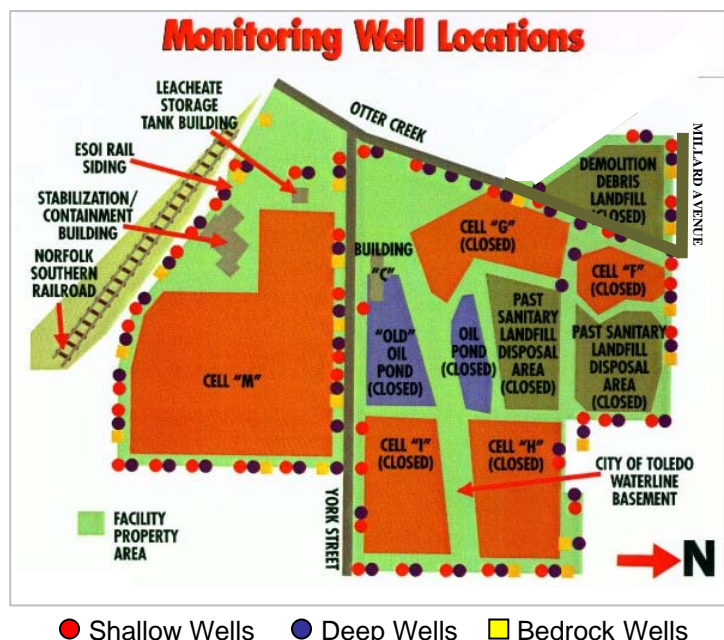 Monitoring Well Locations
LEACHEATE
STORAGE
TANK BUILDING
OTTER CREEK
ESOI RAIL
SIDING
STABILIZATION/
CONTAINMENT
BUILDING
NORFOLK
SOUTHERN
RAILROAD
MILLARD AVENUE
DEMOLITION
DEBRIS
LANDFILL
(CLOSED)
CELL "G"
(CLOSED)
BUILDING
"C"
CELL "F"
(CLOSED)
"OLD"
OIL
POND
(CLOSED)
OIL
POND
(CLOSED)
PAST
SANITARY
LANDFILL
DISPOSAL
AREA
(CLOSED)
PAST SANITARY
LANDFILL
DISPOSAL
AREA
(CLOSED)
CELL "M"
CELL "I"
(CLOSED)
CELL "H"
(CLOSED)
CITY OF TOLEDO
WATERLINE
BASEMENT
YORK STREET
FACILITY
PROPERTY
AREA
N
Shallow Wells Deep Wells Bedrock Wells